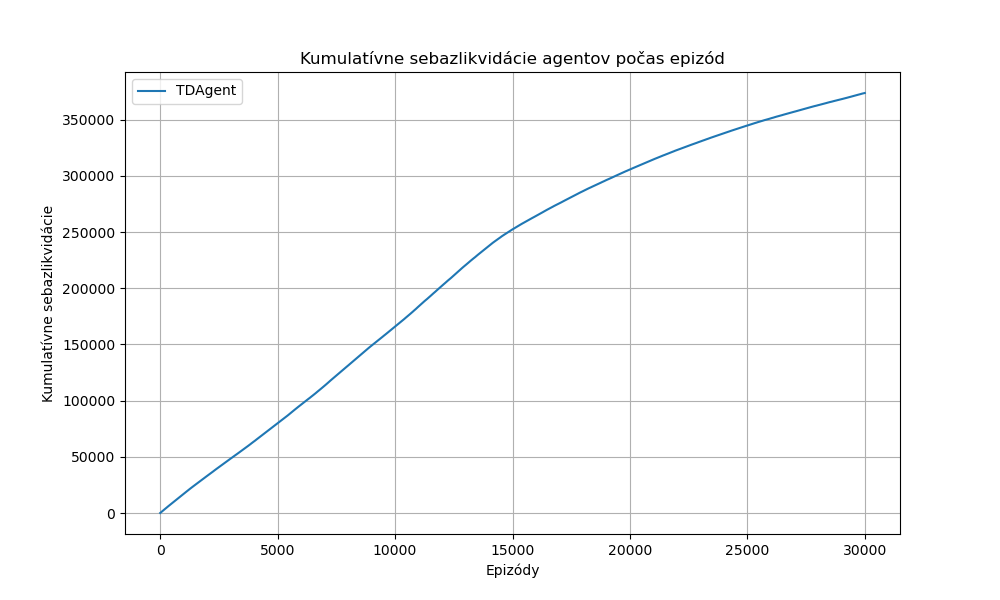 Kumulatívne sebazlikvidácie agentov počas epizód
TDAgent
Kumulatívne sebazlikvidácie
350000
300000
250000
200000
150000
100000
50000
0
0 5000 10000 15000 20000 25000 30000
Epizódy